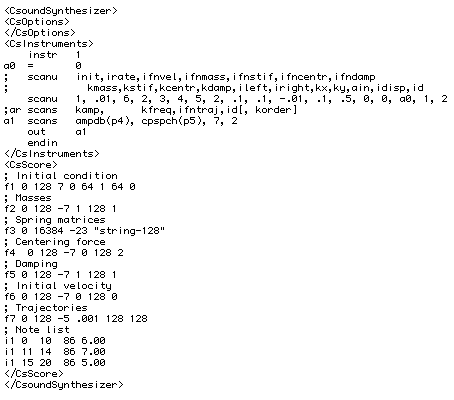 <CsoundSynthesizer>
<CsOptions>
</CsOptions>
<CsInstruments>
instr 1
a0 = 0
; scanu init,irate,ifnvel,ifnmass,ifnstif,ifncentr,ifndamp
; kmass,kstif,kcentr,kdamp,ileft,iright,kx,ky,ain,idisp,id
scanu 1, .01, 6, 2, 3, 4, 5, 2, .1, .1, -.01, .1, .5, 0, 0, a0, 1, 2
;ar scans kamp, kfreq,ifntraj,id[, korder]
a1 scans ampdb(p4), cpspch(p5), 7, 2
out a1
endin
</CsInstruments>
<CsScore>
; Initial condition
f1 0 128 7 0 64 1 64 0
; Masses
f2 0 128 -7 1 128 1
; Spring matrices
f3 0 16384 -23 "string-128"
; Centering force
f4 0 128 -7 0 128 2
; Damping
f5 0 128 -7 1 128 1
; Initial velocity
f6 0 128 -7 0 128 0
; Trajectories
f7 0 128 -5 .001 128 128
; Note list
i1 0 10 86 6.00
i1 11 14 86 7.00
i1 15 20 86 5.00
</CsScore>
</CsoundSynthesizer>